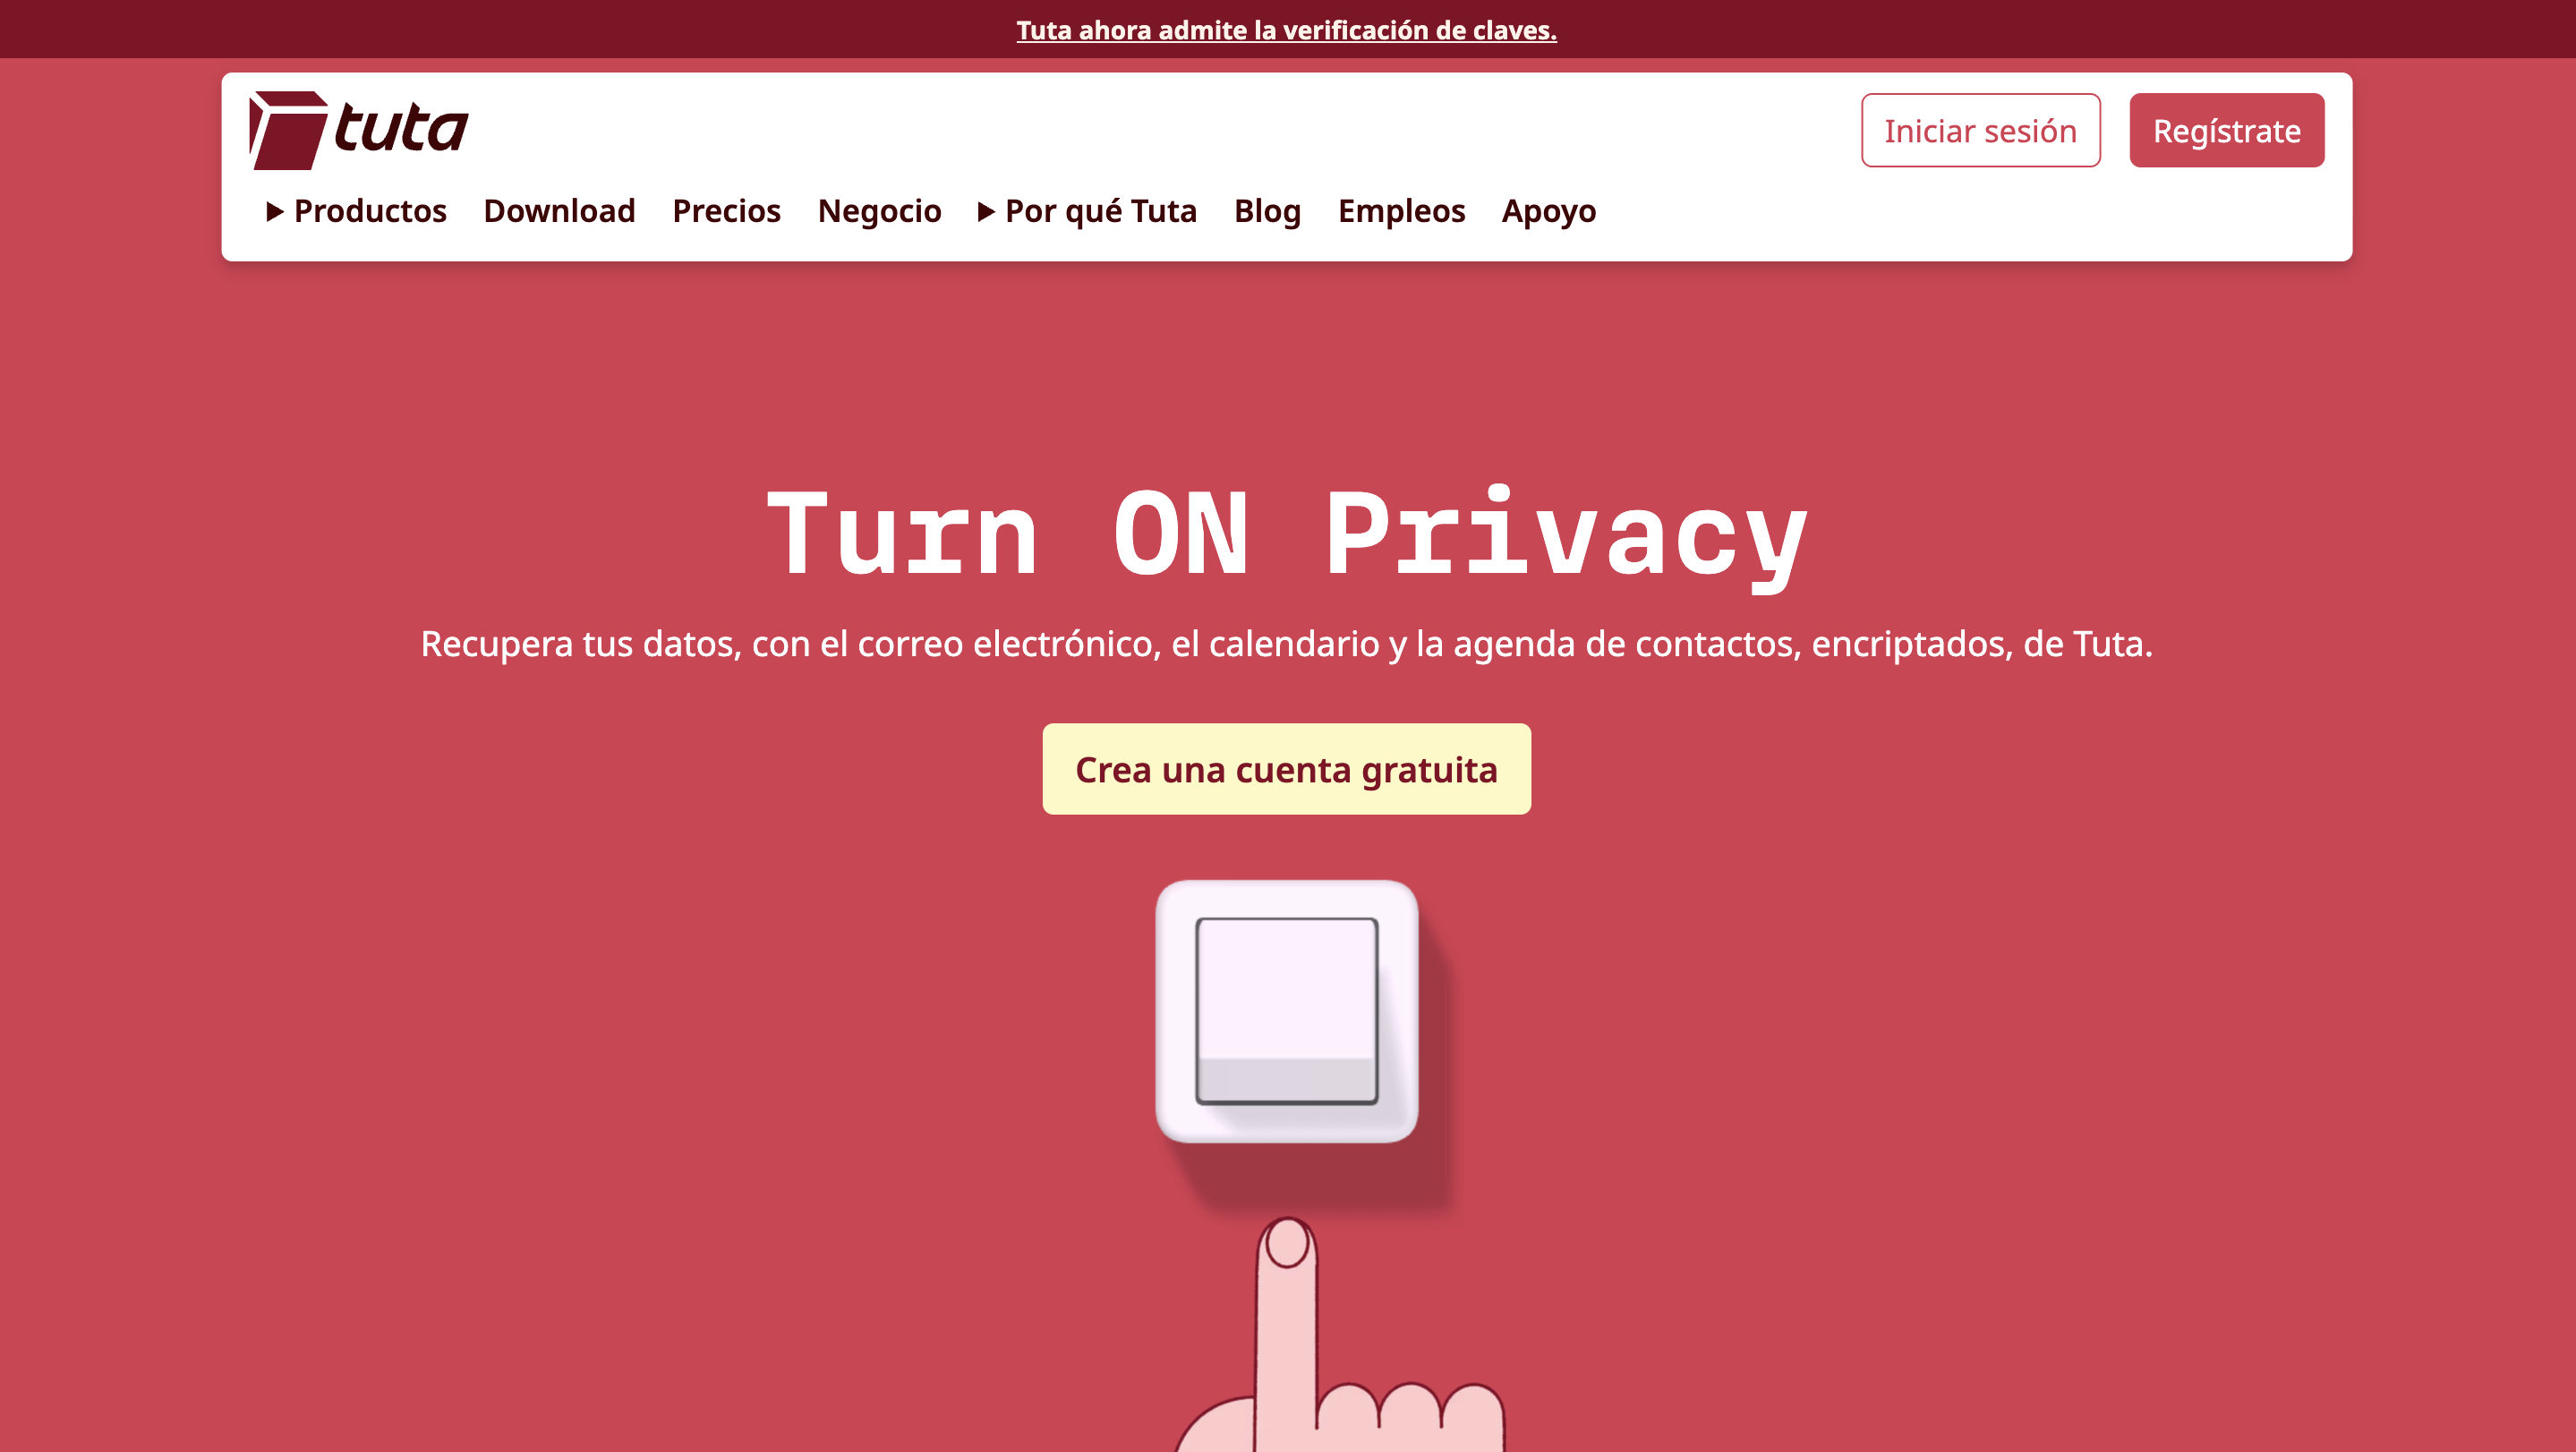 Tuta ahora admite la verificación de claves.
tuta
Iniciar sesión
Regístrate
Productos
Download
Precios
Negocio
Por qué Tuta
Blog
Empleos
Apoyo
Turn ON Privacy
Recupera tus datos, con el correo electrónico, el calendario y la agenda de contactos, encriptados, de Tuta.
Crea una cuenta gratuita